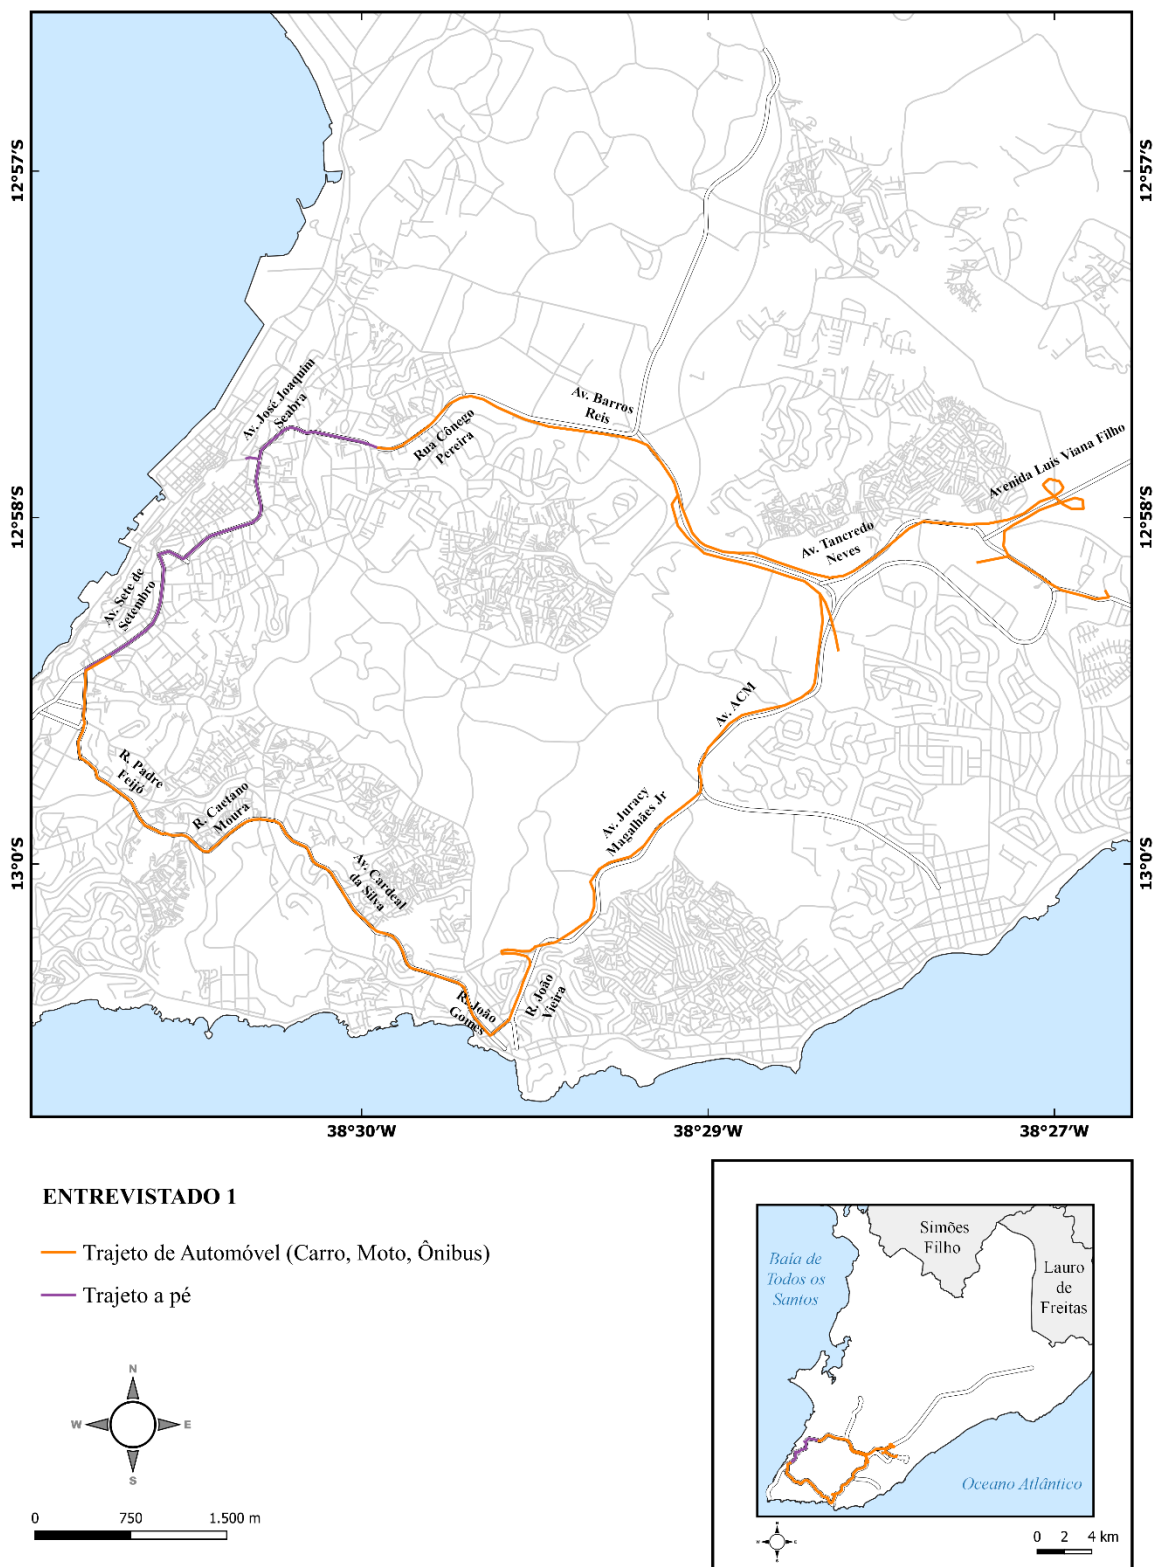 12°57'S
12°57'S
Av. José Joaquim
Seabra
Av. Barros
Reis
Rua Cônego
Pereira
Avenida Luis Viana Filho
12°58'S
12°58'S
Av. Tancredo
Neves
Av. Sete de
Setembro
Av. ACM
R. Padre
Feijó
R. Caetano
Moura
Av. Juracy
Magalhães Jr
13°0'S
13°0'S
Av. Cardeal
da Silva
R. João
Gomes
R. João
Vieira
38°30'W
38°29'W
38°27'W
ENTREVISTADO 1
Trajeto de Automóvel (Carro, Moto, Ônibus)
Trajeto a pé
N
W
E
S
0 750 1.500 m
Simões
Filho
Baía de
Todos os
Santos
Lauro
de
Freitas
Oceano Atlântico
0 2 4 km